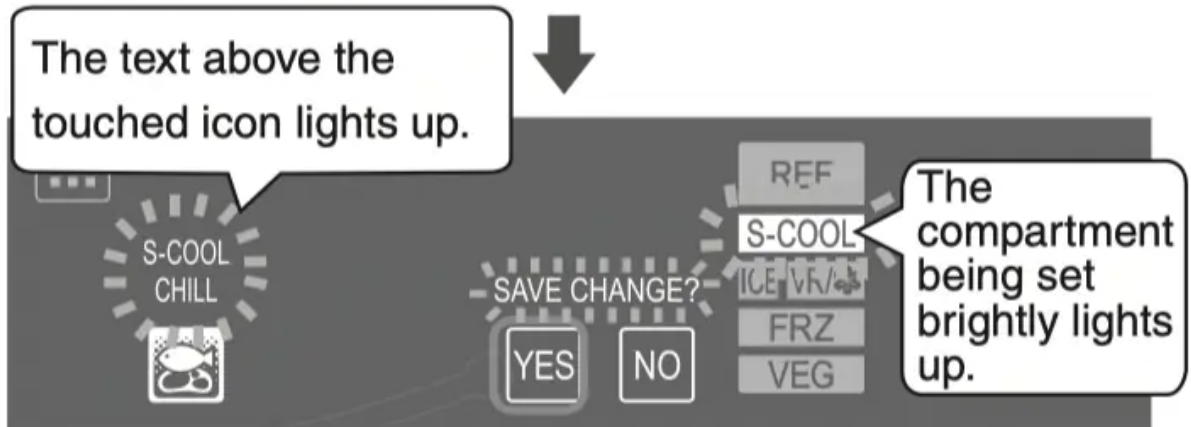 The text above the
touched icon lights up.
REF
S-COOL
CHILL
S-COOL
The
compartment
being set
brightly lights
up.
SAVE CHANGE?
ICE VR/
FRZ
YES
NO
VEG